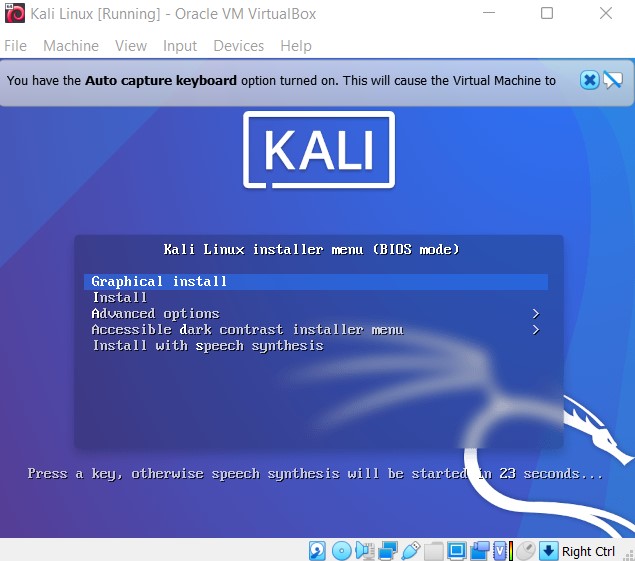 Kali Linux [Running] - Oracle VM VirtualBox
File Machine View Input Devices Help
You have the Auto capture keyboard option turned on. This will cause the Virtual Machine to
KALI
Kali Linux installer menu (BIOS mode)
Graphical install
Install
Advanced options >
Accessible dark contrast installer menu >
Install with speech synthesis
Press a key, otherwise speech synthesis will be started in 23 seconds...
Right Ctrl